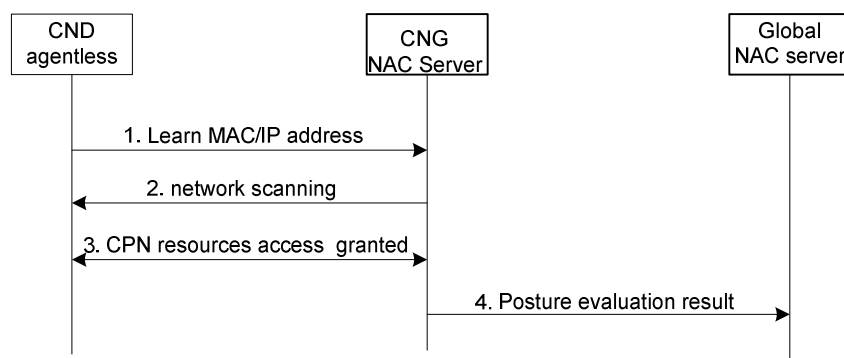 CND
agentless
CNG
NAC Server
Global
NAC server
1. Learn MAC/IP address
2. network scanning
3. CPN resources access granted
4. Posture evaluation result